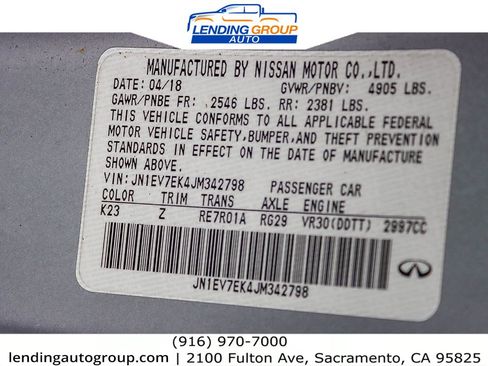 LENDING GROUP
AUTO
MANUFACTURED BY NISSAN MOTOR CO., LTD.
DATE: 04/18 GVWR/PNBV: 4905 LBS.
GAWR/PNBE FR: 2546 LBS. RR: 2381 LBS.
THIS VEHICLE CONFORMS TO ALL APPLICABLE FEDERAL
MOTOR VEHICLE SAFETY, BUMPER, AND THEFT PREVENTION
STANDARDS IN EFFECT ON THE DATE OF MANUFACTURE
SHOWN ABOVE.
VIN: JN1EV7EK4JM342798 PASSENGER CAR
COLOR TRIM TRANS AXLE ENGINE
K23 Z RE7R01A RG29 VR30(DDTT) 2997CC
JN1EV7EK4JM342798
(916) 970-7000
lendingautogroup.com | 2100 Fulton Ave, Sacramento, CA 95825